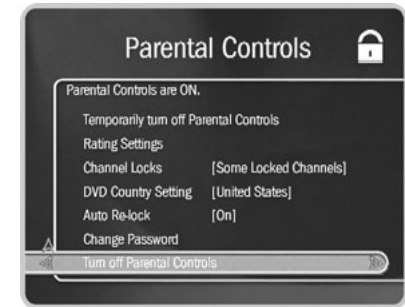 Parental Controls
Parental Controls are ON.
Temporarily turn off Parental Controls
Rating Settings
Channel Locks [Some Locked Channels]
DVD Country Setting [United States]
Auto Re-lock [On]
Change Password
Turn off Parental Controls